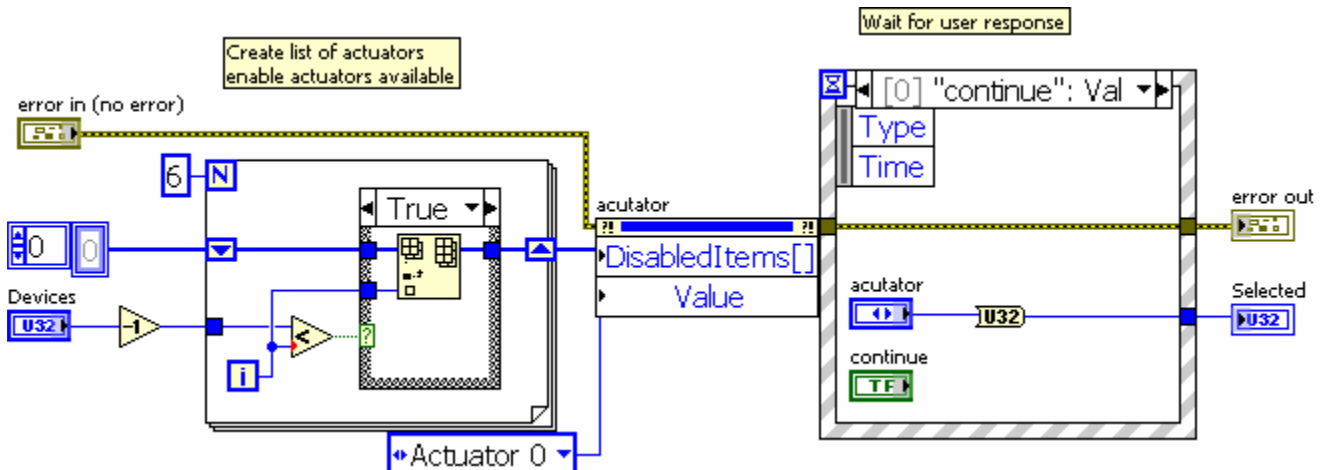 Wait for user response
Create list of actuators
enable actuators available
error in (no error)
[0] "continue": Val
Type
Time
6
N
True
acutator
?!
?!
DisabledItems[]
Value
0
0
Devices
U32
-1
<
?
i
Actuator 0
acutator
U32
continue
TF
error out
Selected
U32